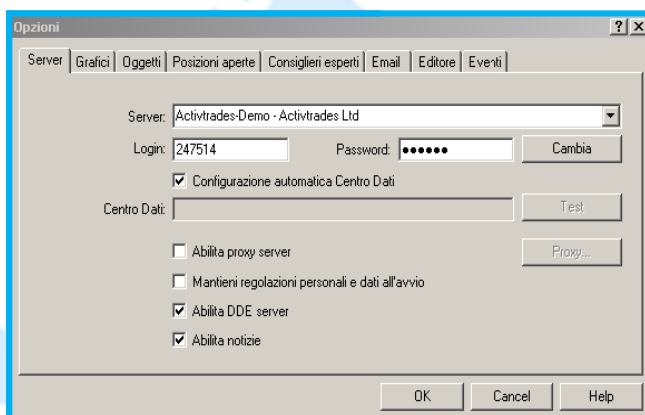 Opzioni
Server Grafici Oggetti Posizioni aperte Consiglieri esperti Email Editore Eventi
Server: Activtrades-Demo - Activtrades Ltd
Login: 247514 Password: •••••• Cambia
Configurazione automatica Centro Dati
Centro Dati: Test
Abilita proxy server Proxy...
Mantieni regolazioni personali e dati all'avvio
Abilita DDE server
Abilita notizie
OK Cancel Help